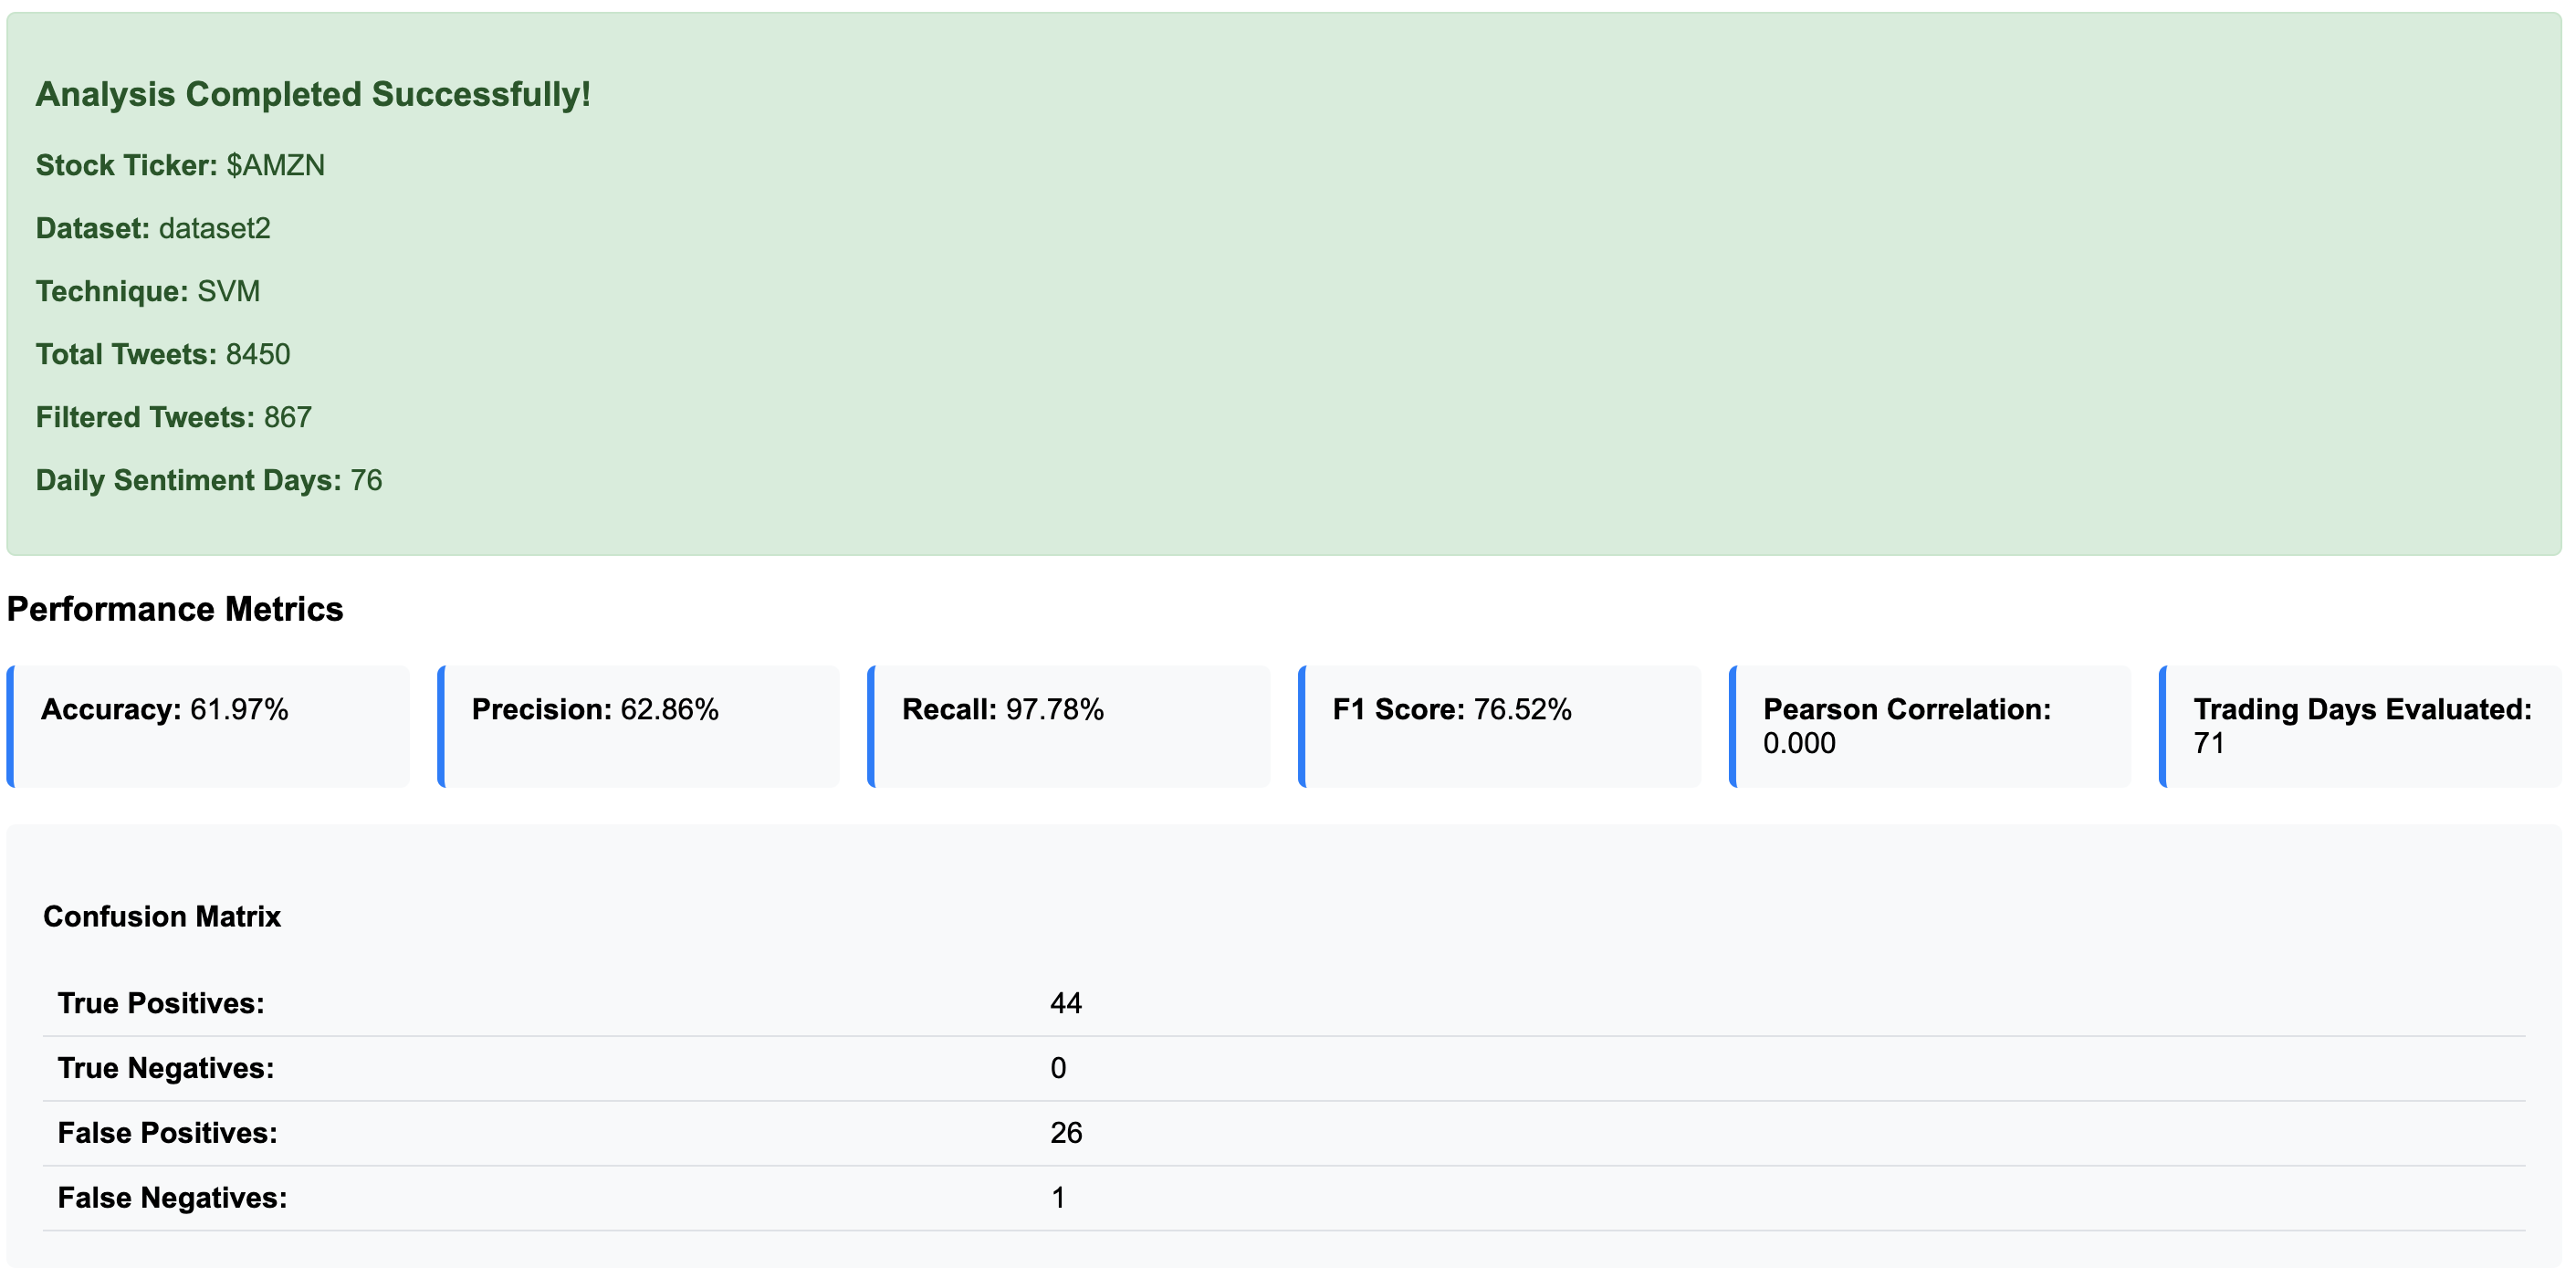 Analysis Completed Successfully!
Stock Ticker: $AMZN
Dataset: dataset2
Technique: SVM
Total Tweets: 8450
Filtered Tweets: 867
Daily Sentiment Days: 76
Performance Metrics
Accuracy: 61.97%
Precision: 62.86%
Recall: 97.78%
F1 Score: 76.52%
Pearson Correlation:
0.000
Trading Days Evaluated:
71
Confusion Matrix
True Positives: 44
True Negatives: 0
False Positives: 26
False Negatives: 1